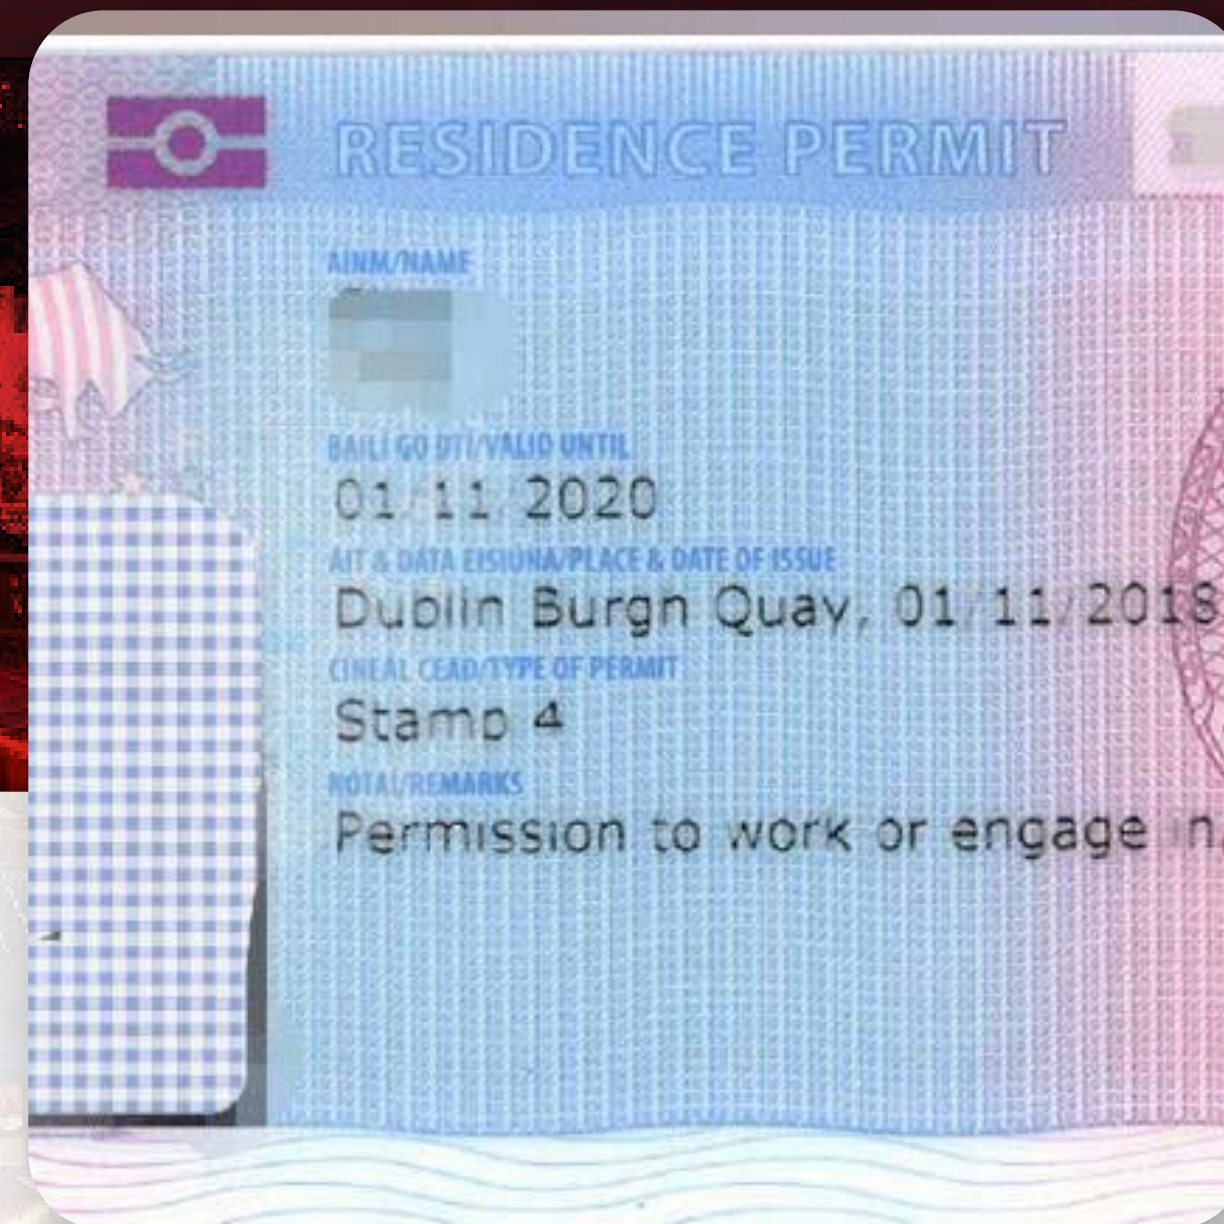 RESIDENCE PERMIT
AINM/NAME
BAILÍ GO DTÍ/VALID UNTIL
01/11/2020
ÁIT & DÁTA EISIÚNA/PLACE & DATE OF ISSUE
Dublin Burgh Quay, 01/11/2018
CINEÁL CEAD/TYPE OF PERMIT
Stamp 4
NÓTAÍ/REMARKS
Permission to work or engage in